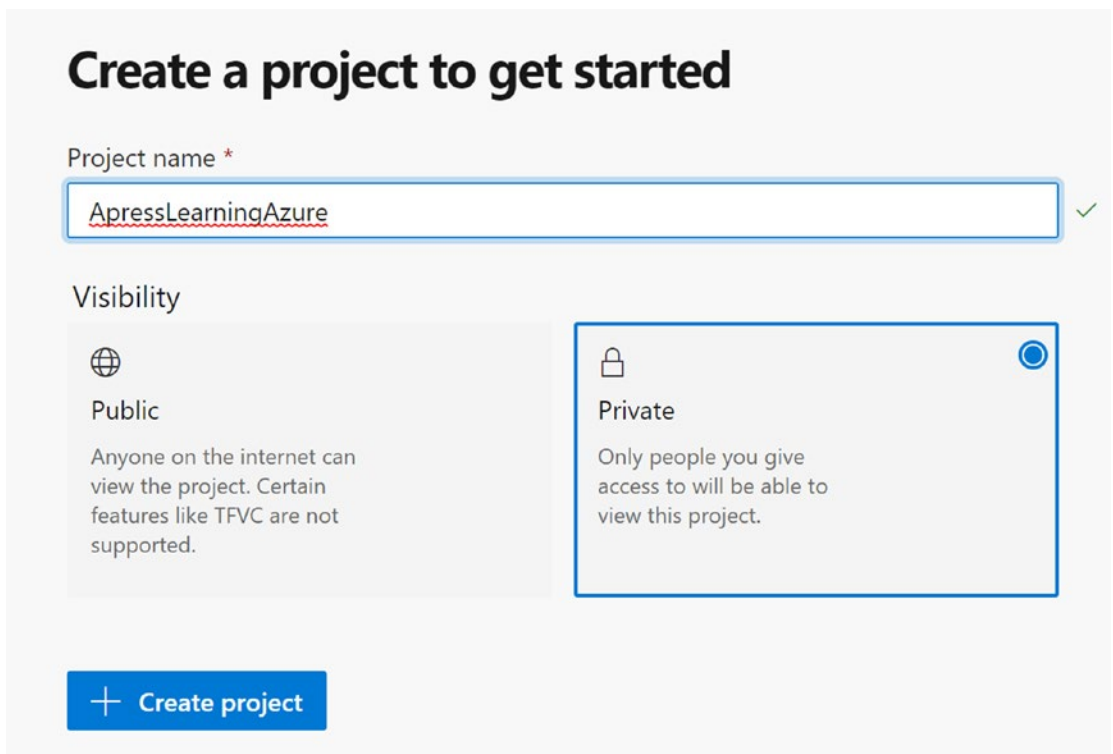 Create a project to get started
Project name *
ApressLearningAzure
Visibility
Public
Anyone on the internet can
view the project. Certain
features like TFVC are not
supported.
Private
Only people you give
access to will be able to
view this project.
+ Create project